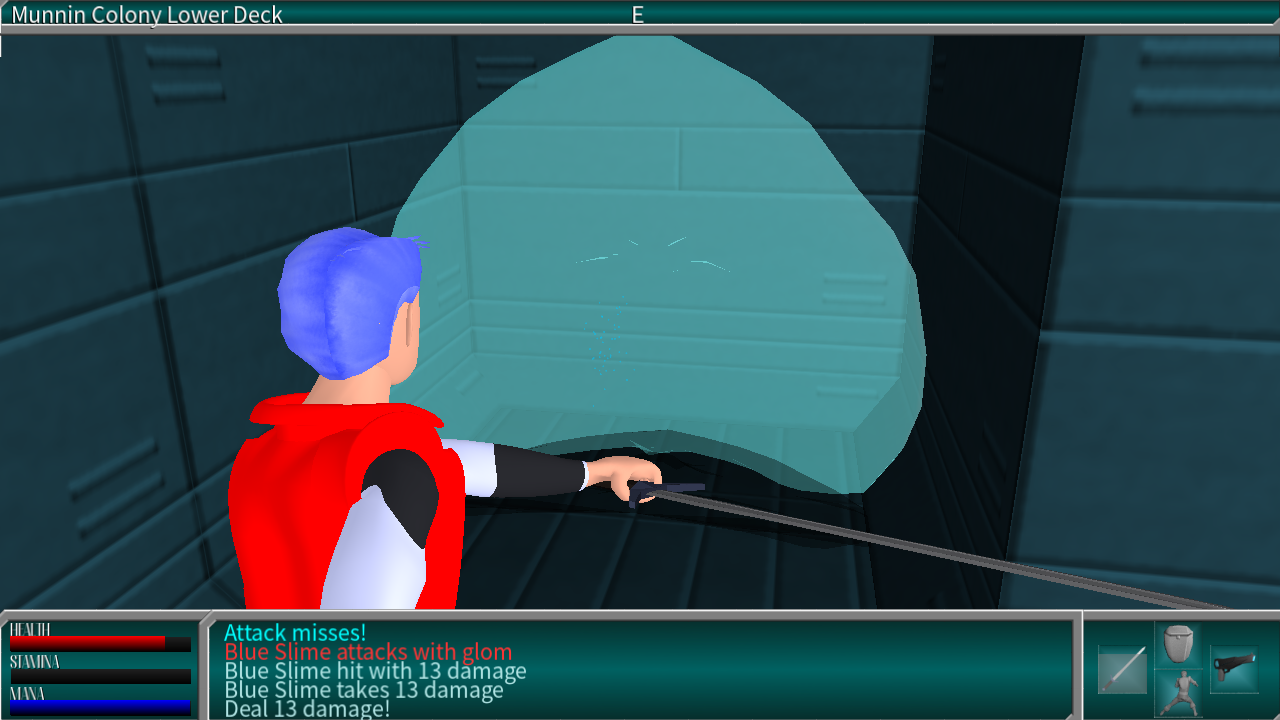 Munnin Colony Lower Deck
E
HEALTH
STAMINA
MANA
Attack misses!
Blue Slime attacks with glom
Blue Slime hit with 13 damage
Blue Slime takes 13 damage
Deal 13 damage!